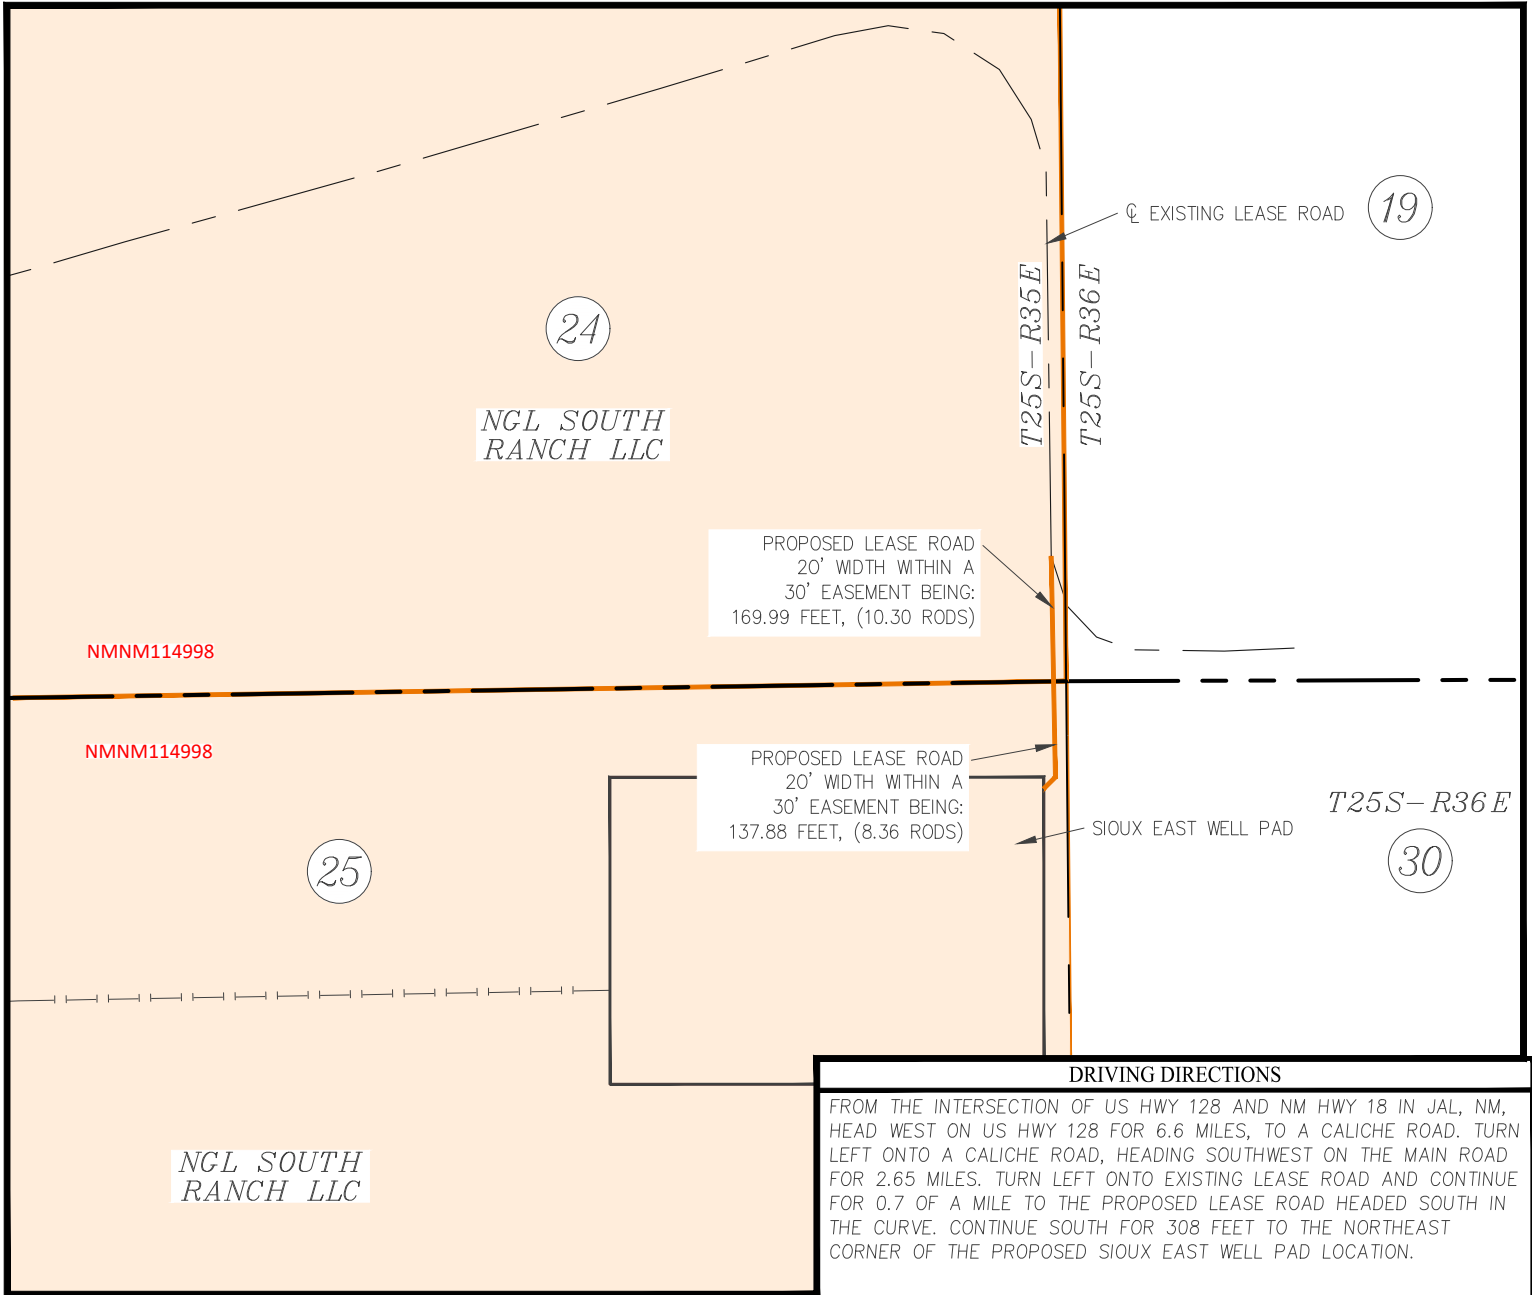 ℄ EXISTING LEASE ROAD
19
T25S-R35E
T25S-R36E
24
NGL SOUTH
RANCH LLC
PROPOSED LEASE ROAD
20' WIDTH WITHIN A
30' EASEMENT BEING:
169.99 FEET, (10.30 RODS)
NMNM114998
NMNM114998
PROPOSED LEASE ROAD
20' WIDTH WITHIN A
30' EASEMENT BEING:
137.88 FEET, (8.36 RODS)
T25S-R36E
SIOUX EAST WELL PAD
30
25
NGL SOUTH
RANCH LLC
DRIVING DIRECTIONS
FROM THE INTERSECTION OF US HWY 128 AND NM HWY 18 IN JAL, NM,
HEAD WEST ON US HWY 128 FOR 6.6 MILES, TO A CALICHE ROAD. TURN
LEFT ONTO A CALICHE ROAD, HEADING SOUTHWEST ON THE MAIN ROAD
FOR 2.65 MILES. TURN LEFT ONTO EXISTING LEASE ROAD AND CONTINUE
FOR 0.7 OF A MILE TO THE PROPOSED LEASE ROAD HEADED SOUTH IN
THE CURVE. CONTINUE SOUTH FOR 308 FEET TO THE NORTHEAST
CORNER OF THE PROPOSED SIOUX EAST WELL PAD LOCATION.